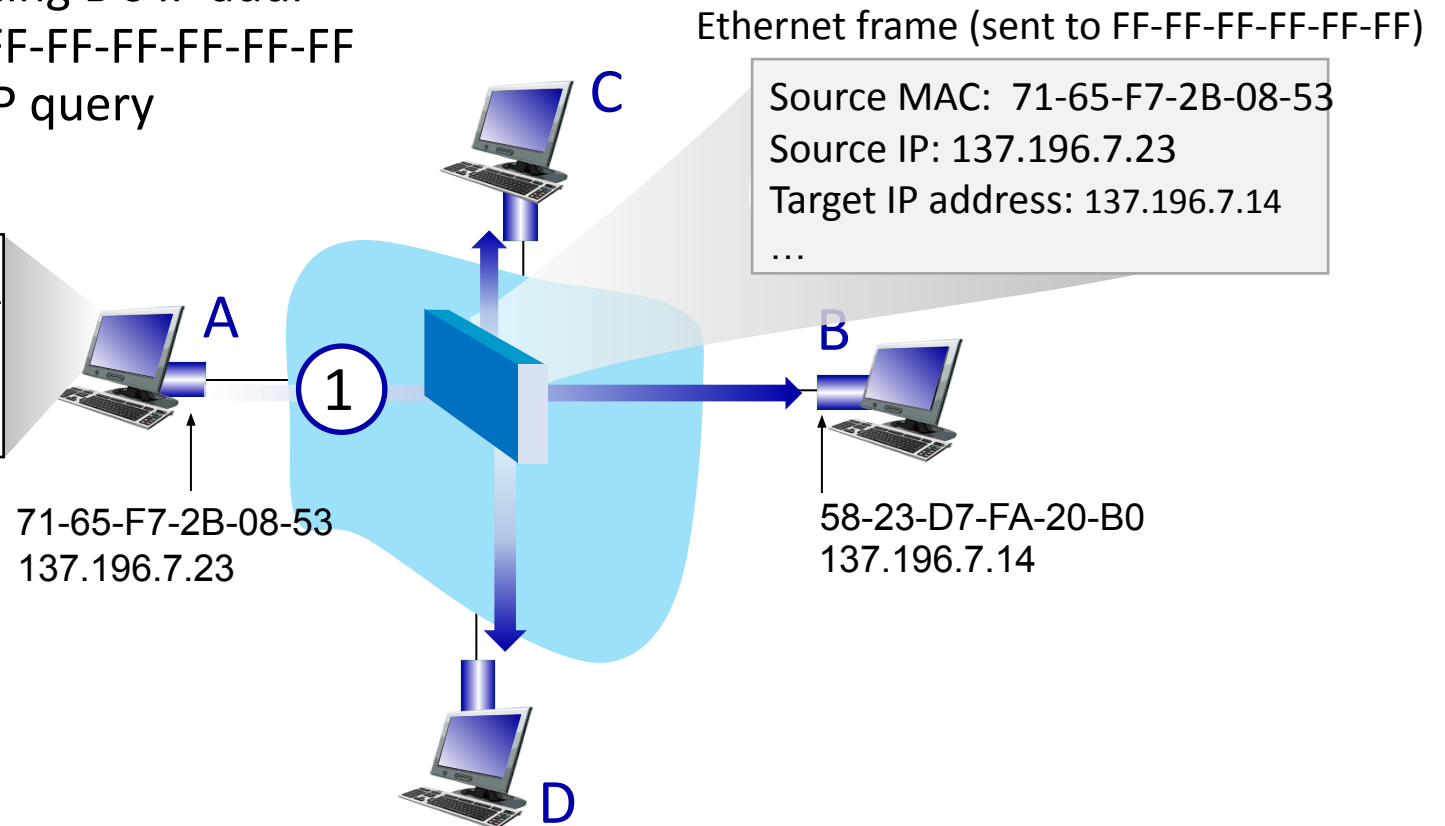 B's IP addr
FF-FF-FF-FF-FF-FF
query
Ethernet frame (sent to FF-FF-FF-FF-FF-FF)
Source MAC: 71-65-F7-2B-08-53
Source IP: 137.196.7.23
Target IP address: 137.196.7.14
…
C
A
B
1
71-65-F7-2B-08-53
137.196.7.23
58-23-D7-FA-20-B0
137.196.7.14
D